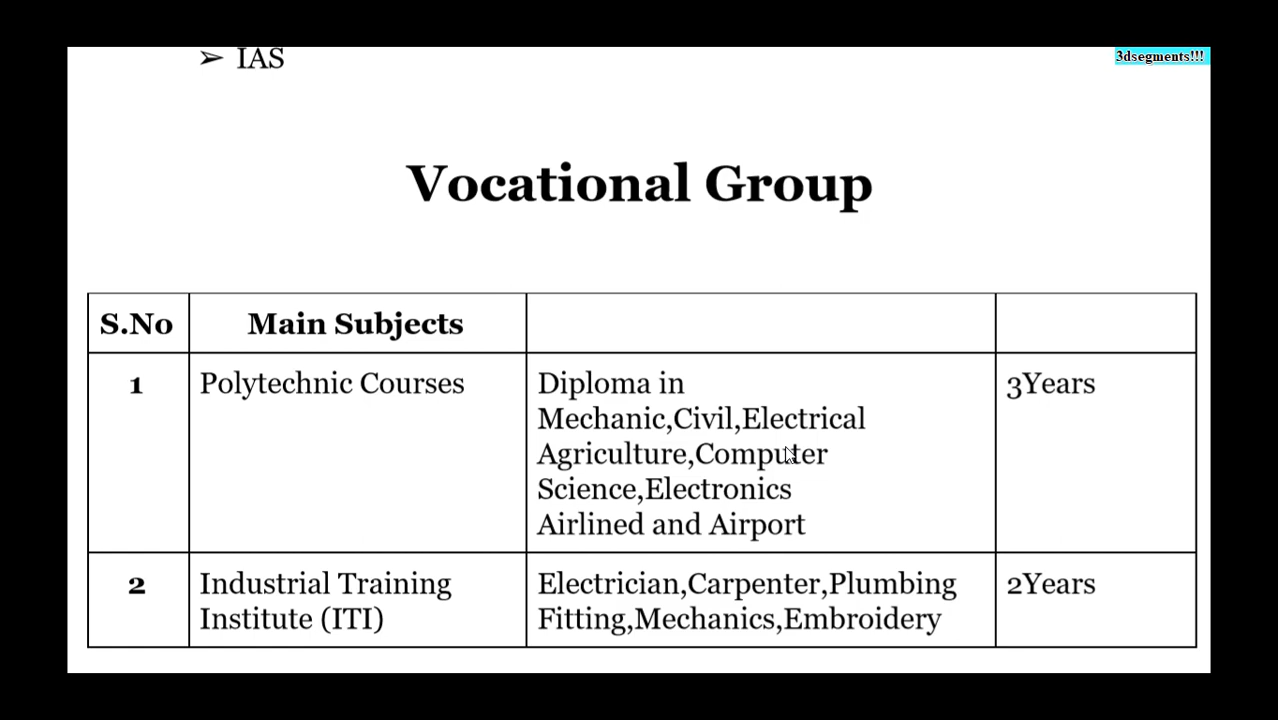 ➢ IAS
3dsegments!!!
Vocational Group
S.No Main Subjects
1 Polytechnic Courses Diploma in 3Years
Mechanic,Civil,Electrical
Agriculture,Computer
Science,Electronics
Airlined and Airport
2 Industrial Training Electrician,Carpenter,Plumbing 2Years
Institute (ITI) Fitting,Mechanics,Embroidery